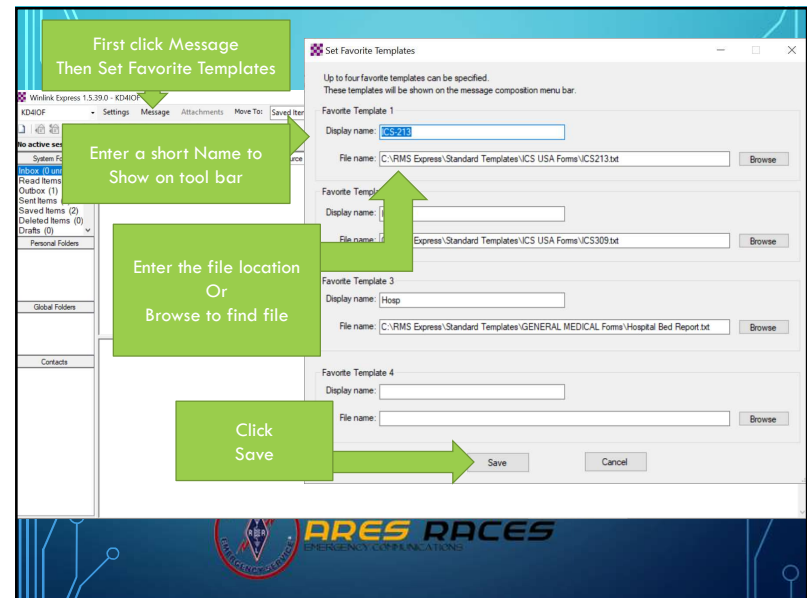 First click Message
Then Set Favorite Templates
Winlink Express 1.5.39.0 - KD4IOF
KD4IOF Settings Message Attachments Move To: Saved Iter
No active ses
System Fo
Inbox (0 unr
Read Items
Outbox (1)
Sent Items
Saved Items (2)
Deleted Items (0)
Drafts (0)
Personal Folders
Global Folders
Contacts
Enter a short Name to
Show on tool bar
Enter the file location
Or
Browse to find file
Click
Save
Set Favorite Templates
Up to four favorite templates can be specified.
These templates will be shown on the message composition menu bar.
Favorite Template 1
Display name: ICS-213
File name: C:\RMS Express\Standard Templates\ICS USA Forms\ICS213.txt Browse
Favorite Templa
Display name:
File name: Express\Standard Templates\ICS USA Forms\ICS309.txt Browse
Favorite Template 3
Display name: Hosp
File name: C:\RMS Express\Standard Templates\GENERAL MEDICAL Forms\Hospital Bed Report.txt Browse
Favorite Template 4
Display name:
File name: Browse
Save Cancel
ARES RACES
EMERGENCY COMMUNICATIONS